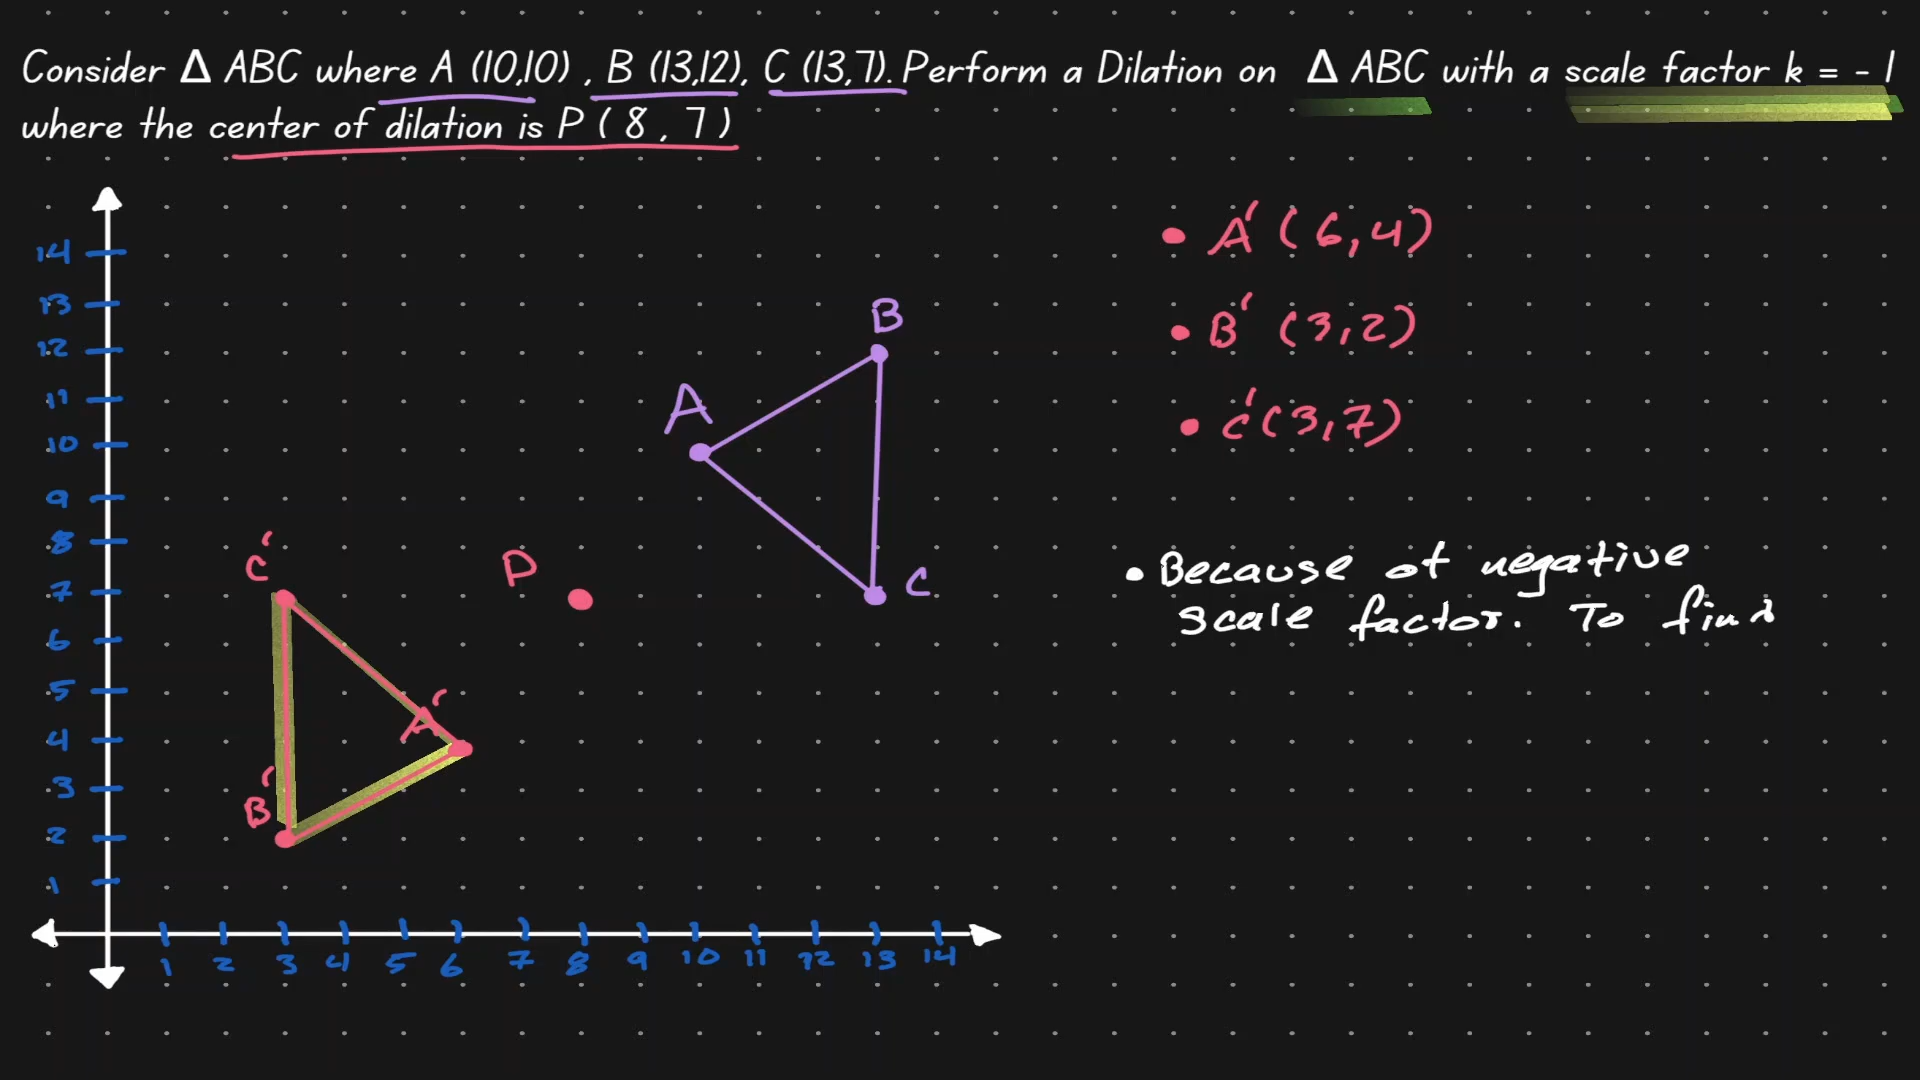 Consider Δ ABC where A (10,10) , B (13,12), C (13,7). Perform a Dilation on Δ ABC with a scale factor k = - 1
where the center of dilation is P ( 8 , 7 )
A' (6,4)
B' (3,2)
C' (3,7)
Because of negative
scale factor. To find
14
13
12
11
10
9
8
7
6
5
4
3
2
1
B
A
C
P
C'
A'
B'
1 2 3 4 5 6 7 8 9 10 11 12 13 14